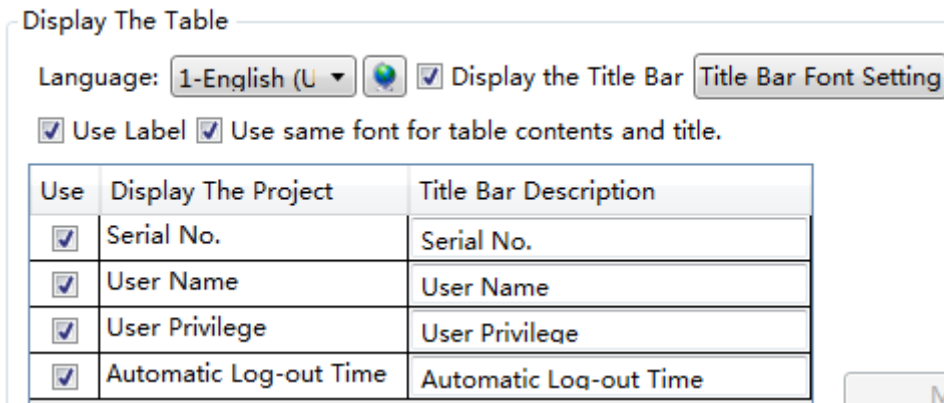 Display The Table
Language: 1-English (U Display the Title Bar Title Bar Font Setting
Use Label Use same font for table contents and title.
Use Display The Project Title Bar Description
Serial No. Serial No.
User Name User Name
User Privilege User Privilege
Automatic Log-out Time Automatic Log-out Time